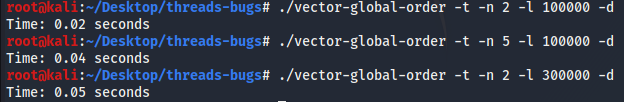 root@kali:~/Desktop/threads-bugs# ./vector-global-order -t -n 2 -l 100000 -d
Time: 0.02 seconds
root@kali:~/Desktop/threads-bugs# ./vector-global-order -t -n 5 -l 100000 -d
Time: 0.04 seconds
root@kali:~/Desktop/threads-bugs# ./vector-global-order -t -n 2 -l 300000 -d
Time: 0.05 seconds